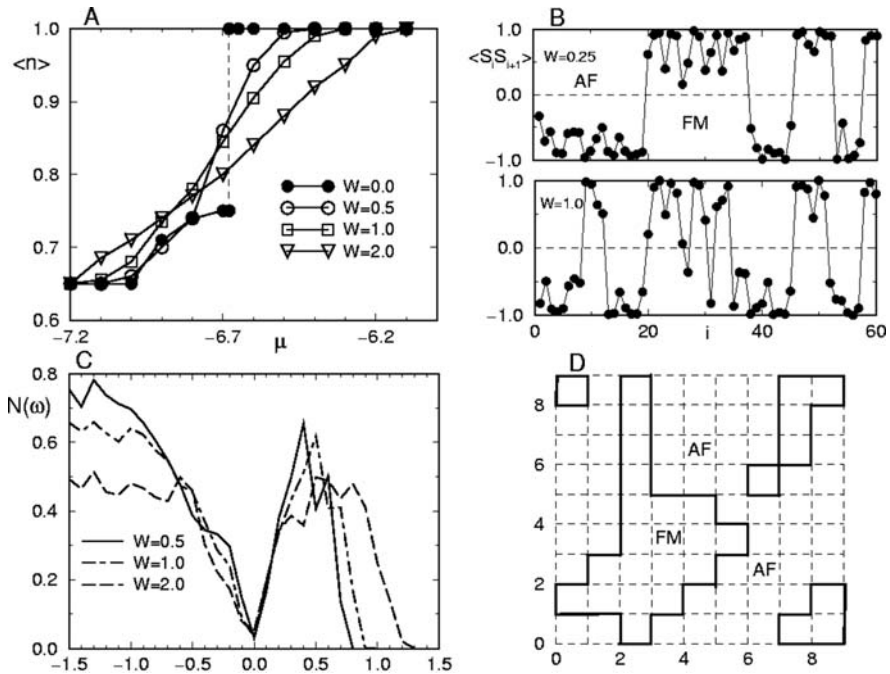 A
<n>
1.0
0.9
0.8
0.7
0.6
W=0.0
W=0.5
W=1.0
W=2.0
-7.2
-6.7
-6.2
μ
B
<S_i S_{i+1}>
W=0.25
AF
FM
1.0
0.0
-1.0
W=1.0
1.0
0.0
-1.0
0
20
i
40
60
C
N(ω)
0.8
0.6
0.4
0.2
0.0
W=0.5
W=1.0
W=2.0
-1.5
-1.0
-0.5
0.0
0.5
1.0
1.5
D
8
6
4
2
0
AF
FM
AF
0
2
4
6
8